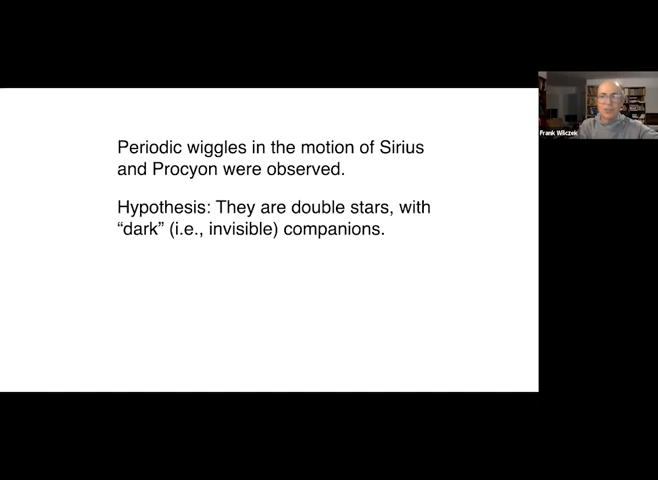 Periodic wiggles in the motion of Sirius
and Procyon were observed.
Hypothesis: They are double stars, with
“dark” (i.e., invisible) companions.
Frank Wilczek